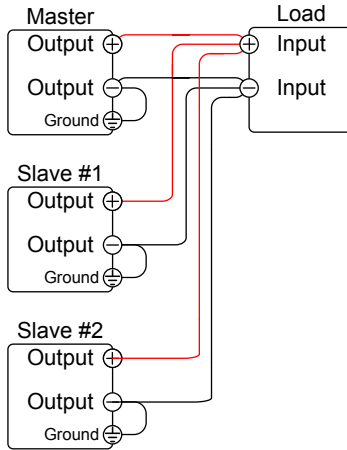 Master
Output +
Output −
Ground
Load
+ Input
− Input
Slave #1
Output +
Output −
Ground
Slave #2
Output +
Output −
Ground